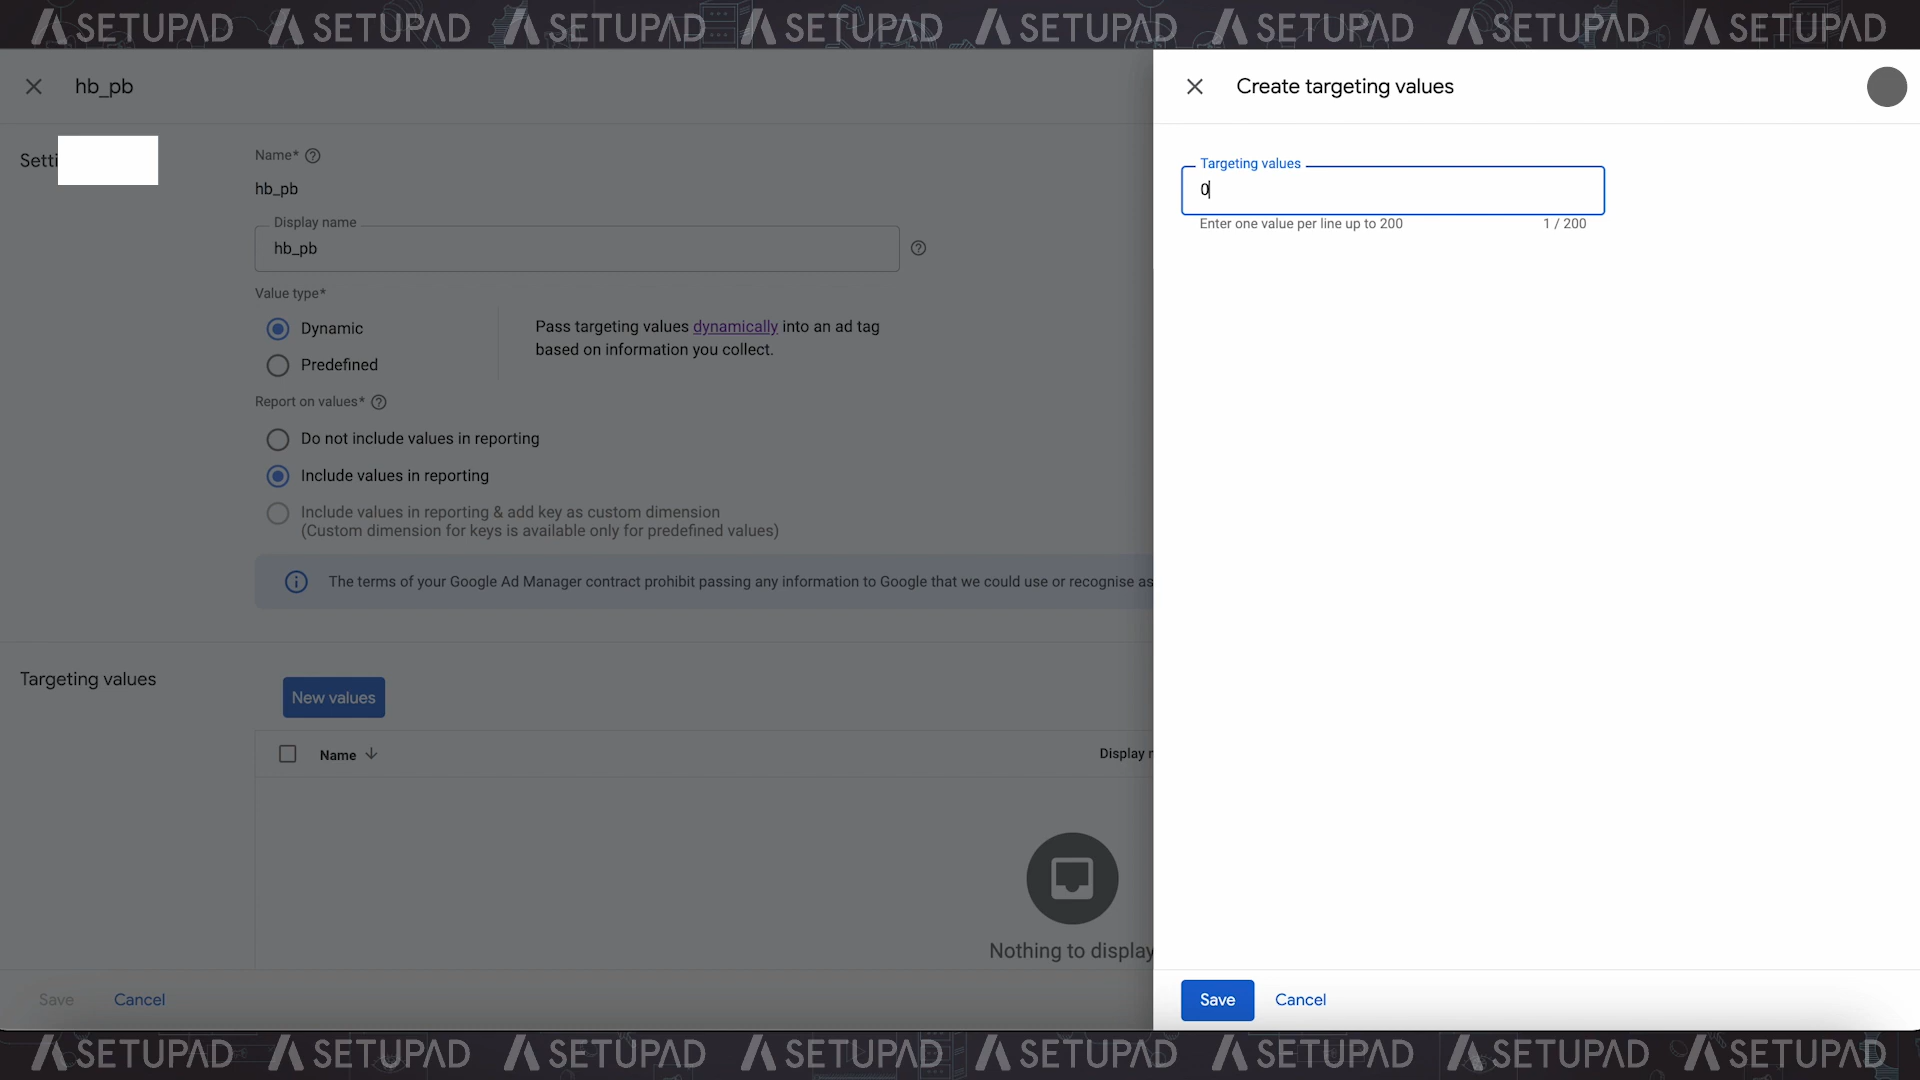 SETUPAD SETUPAD SETUPAD SETUPAD SETUPAD SETUPAD SETUPAD SETUPAD
hb_pb
Setti
Name*
hb_pb
Display name
hb_pb
Value type*
Dynamic
Predefined
Pass targeting values dynamically into an ad tag
based on information you collect.
Report on values*
Do not include values in reporting
Include values in reporting
Include values in reporting & add key as custom dimension
(Custom dimension for keys is available only for predefined values)
The terms of your Google Ad Manager contract prohibit passing any information to Google that we could use or recognise as
Targeting values
New values
Name
Display
Nothing to display
Save
Cancel
Create targeting values
Targeting values
0
Enter one value per line up to 200
1 / 200
Save
Cancel
SETUPAD SETUPAD SETUPAD SETUPAD SETUPAD SETUPAD SETUPAD SETUPAD